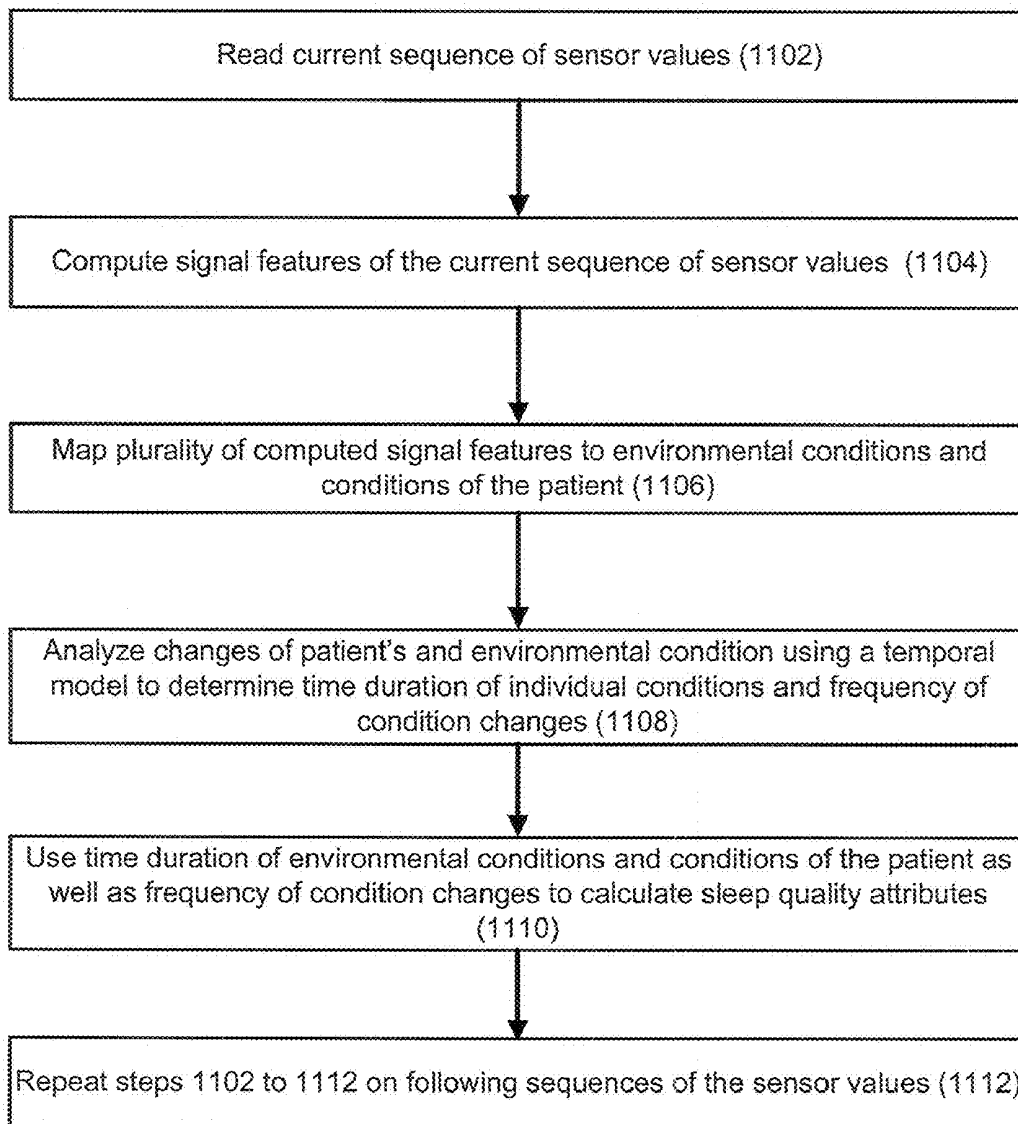 Read current sequence of sensor values (1102)
Compute signal features of the current sequence of sensor values (1104)
Map plurality of computed signal features to environmental conditions and
conditions of the patient (1106)
Analyze changes of patient's and environmental condition using a temporal
model to determine time duration of individual conditions and frequency of
condition changes (1108)
Use time duration of environmental conditions and conditions of the patient as
well as frequency of condition changes to calculate sleep quality attributes
(1110)
Repeat steps 1102 to 1112 on following sequences of the sensor values (1112)